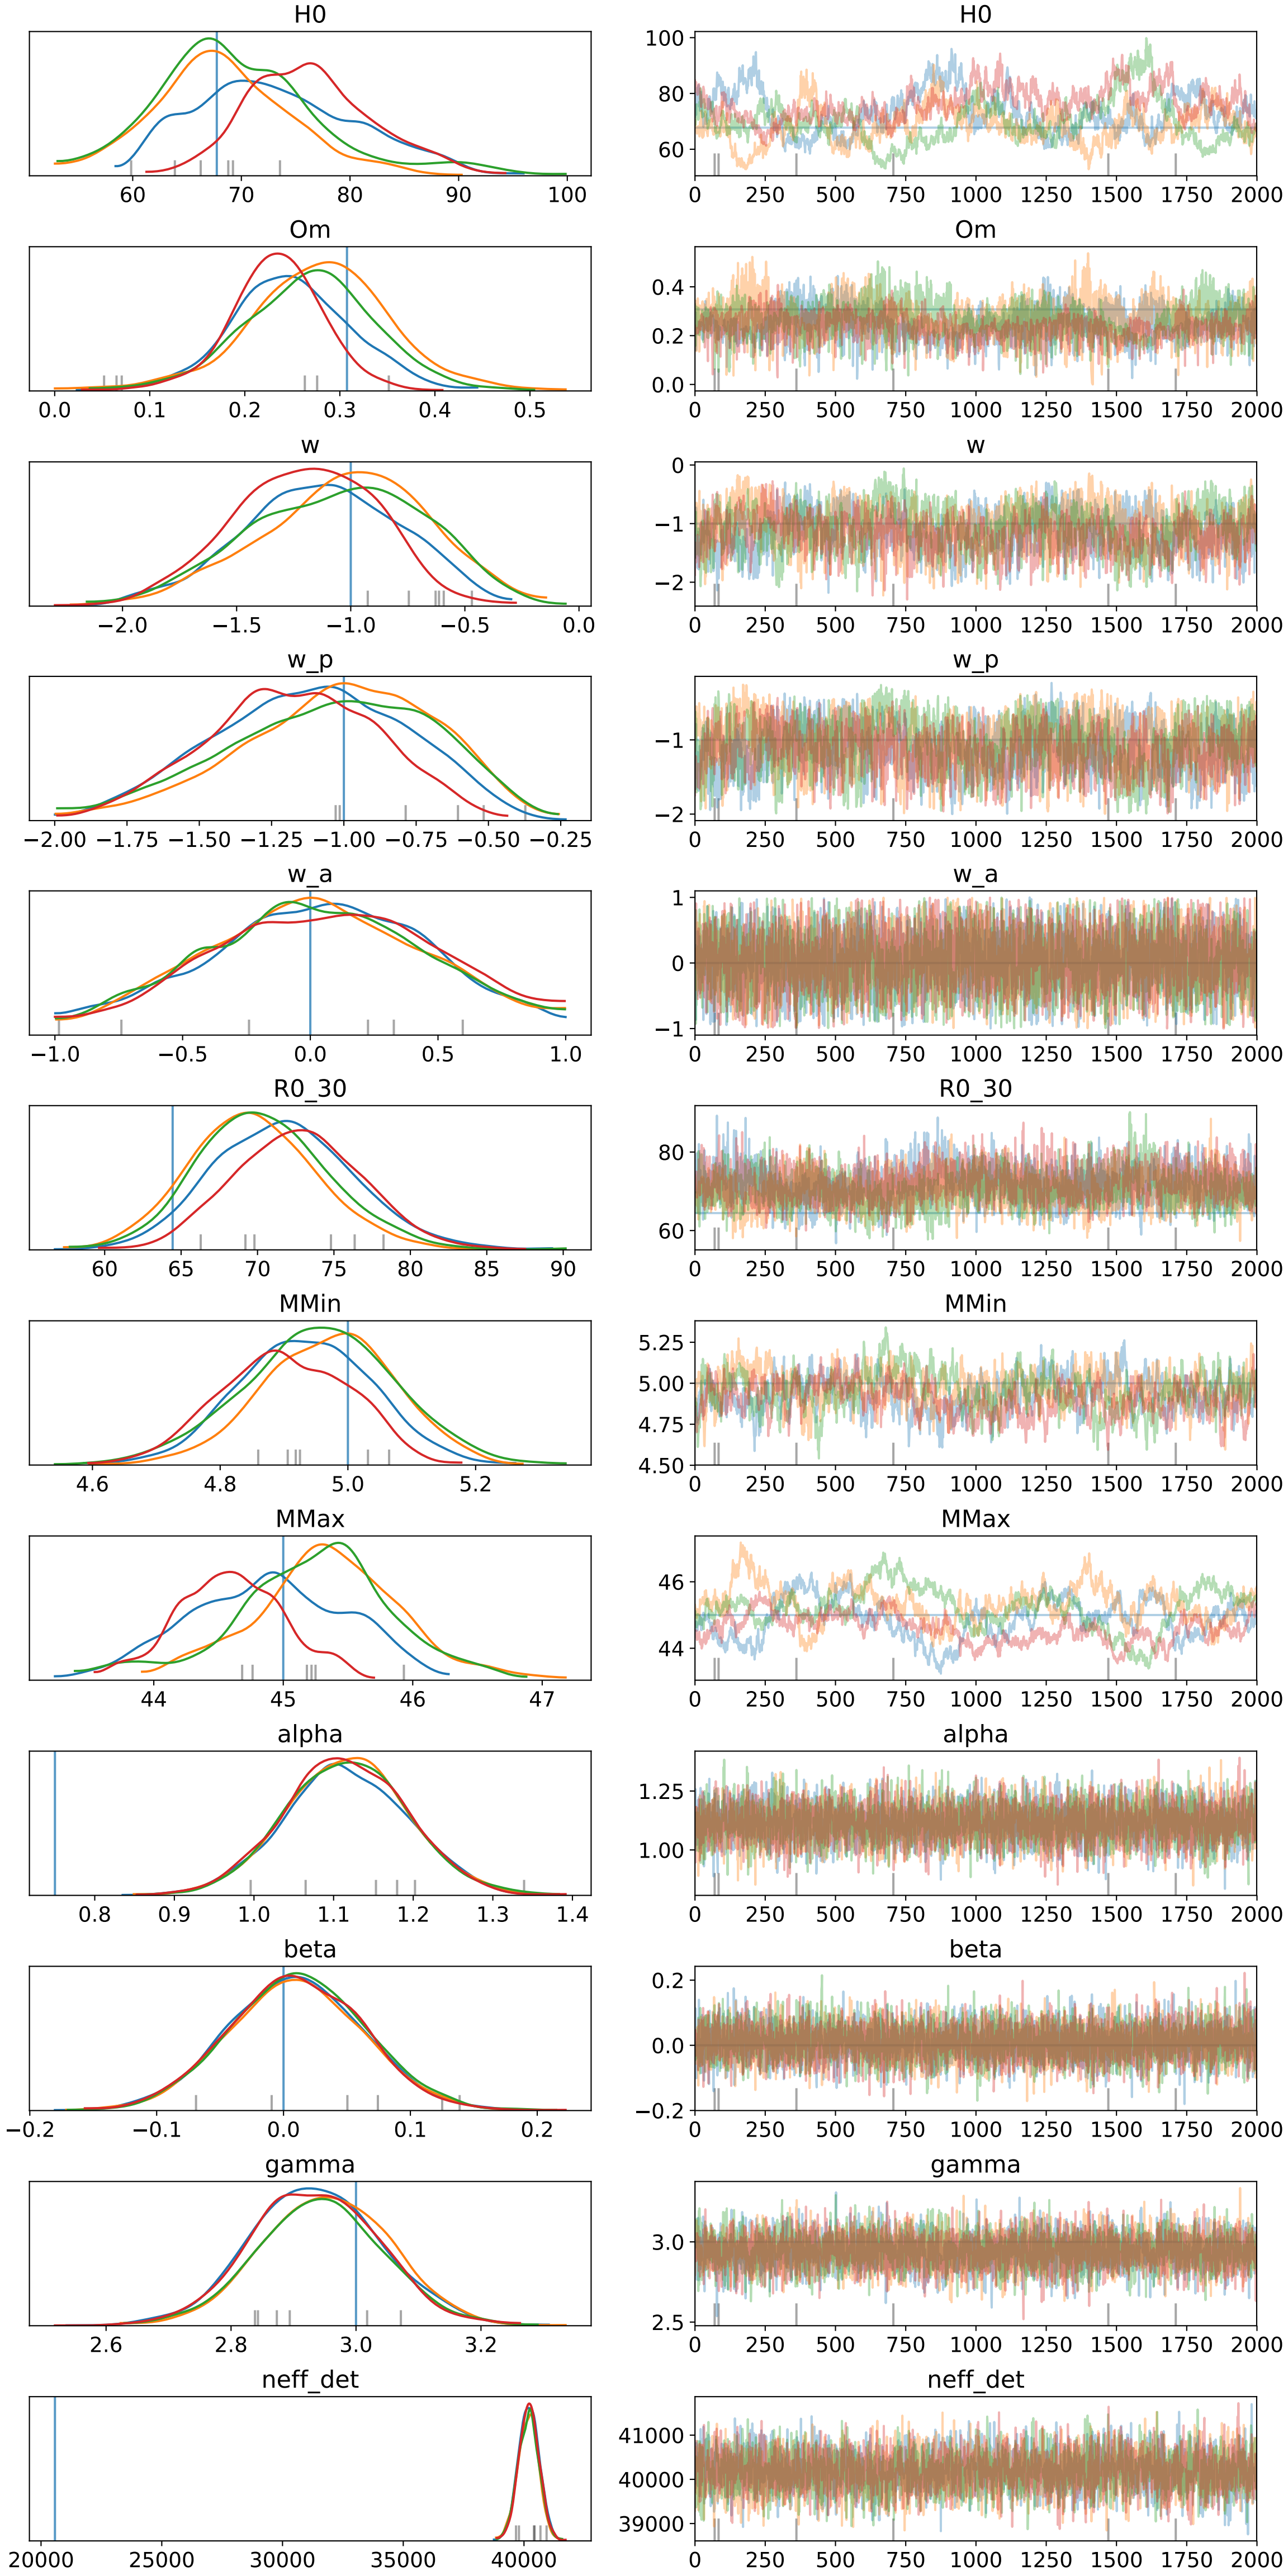 H0 H0
100
80
60
60 70 80 90 100 0 250 500 750 1000 1250 1500 1750 2000
Om Om
0.4
0.2
0.0
0.0 0.1 0.2 0.3 0.4 0.5 0 250 500 750 1000 1250 1500 1750 2000
w w
0
−1
−2
−2.0 −1.5 −1.0 −0.5 0.0 0 250 500 750 1000 1250 1500 1750 2000
w_p w_p
−1
−2
−2.00 −1.75 −1.50 −1.25 −1.00 −0.75 −0.50 −0.25 0 250 500 750 1000 1250 1500 1750 2000
w_a w_a
1
0
−1
−1.0 −0.5 0.0 0.5 1.0 0 250 500 750 1000 1250 1500 1750 2000
R0_30 R0_30
80
60
60 65 70 75 80 85 90 0 250 500 750 1000 1250 1500 1750 2000
MMin MMin
5.25
5.00
4.75
4.50
4.6 4.8 5.0 5.2 0 250 500 750 1000 1250 1500 1750 2000
MMax MMax
46
44
44 45 46 47 0 250 500 750 1000 1250 1500 1750 2000
alpha alpha
1.25
1.00
0.8 0.9 1.0 1.1 1.2 1.3 1.4 0 250 500 750 1000 1250 1500 1750 2000
beta beta
0.2
0.0
−0.2
−0.2 −0.1 0.0 0.1 0.2 0 250 500 750 1000 1250 1500 1750 2000
gamma gamma
3.0
2.5
2.6 2.8 3.0 3.2 0 250 500 750 1000 1250 1500 1750 2000
neff_det neff_det
41000
40000
39000
20000 25000 30000 35000 40000 0 250 500 750 1000 1250 1500 1750 2000